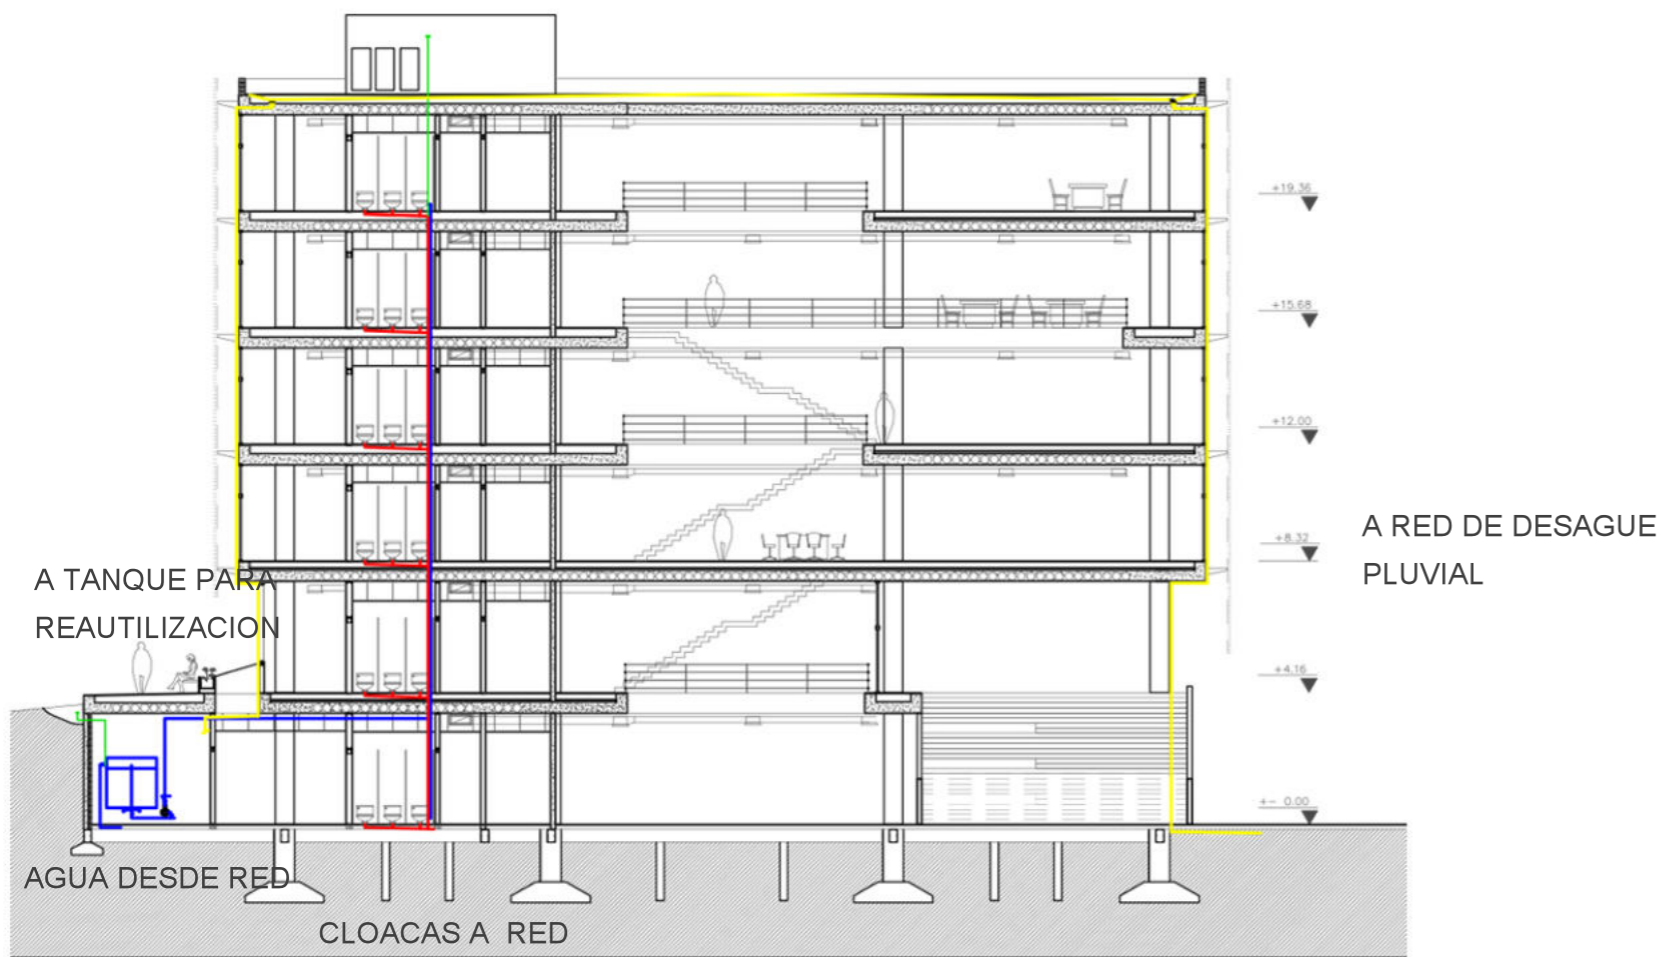 +19.36
+15.68
+12.00
A RED DE DESAGUE
PLUVIAL
+8.32
A TANQUE PARA
REAUTILIZACION
+4.16
+- 0.00
AGUA DESDE RED
CLOACAS A RED